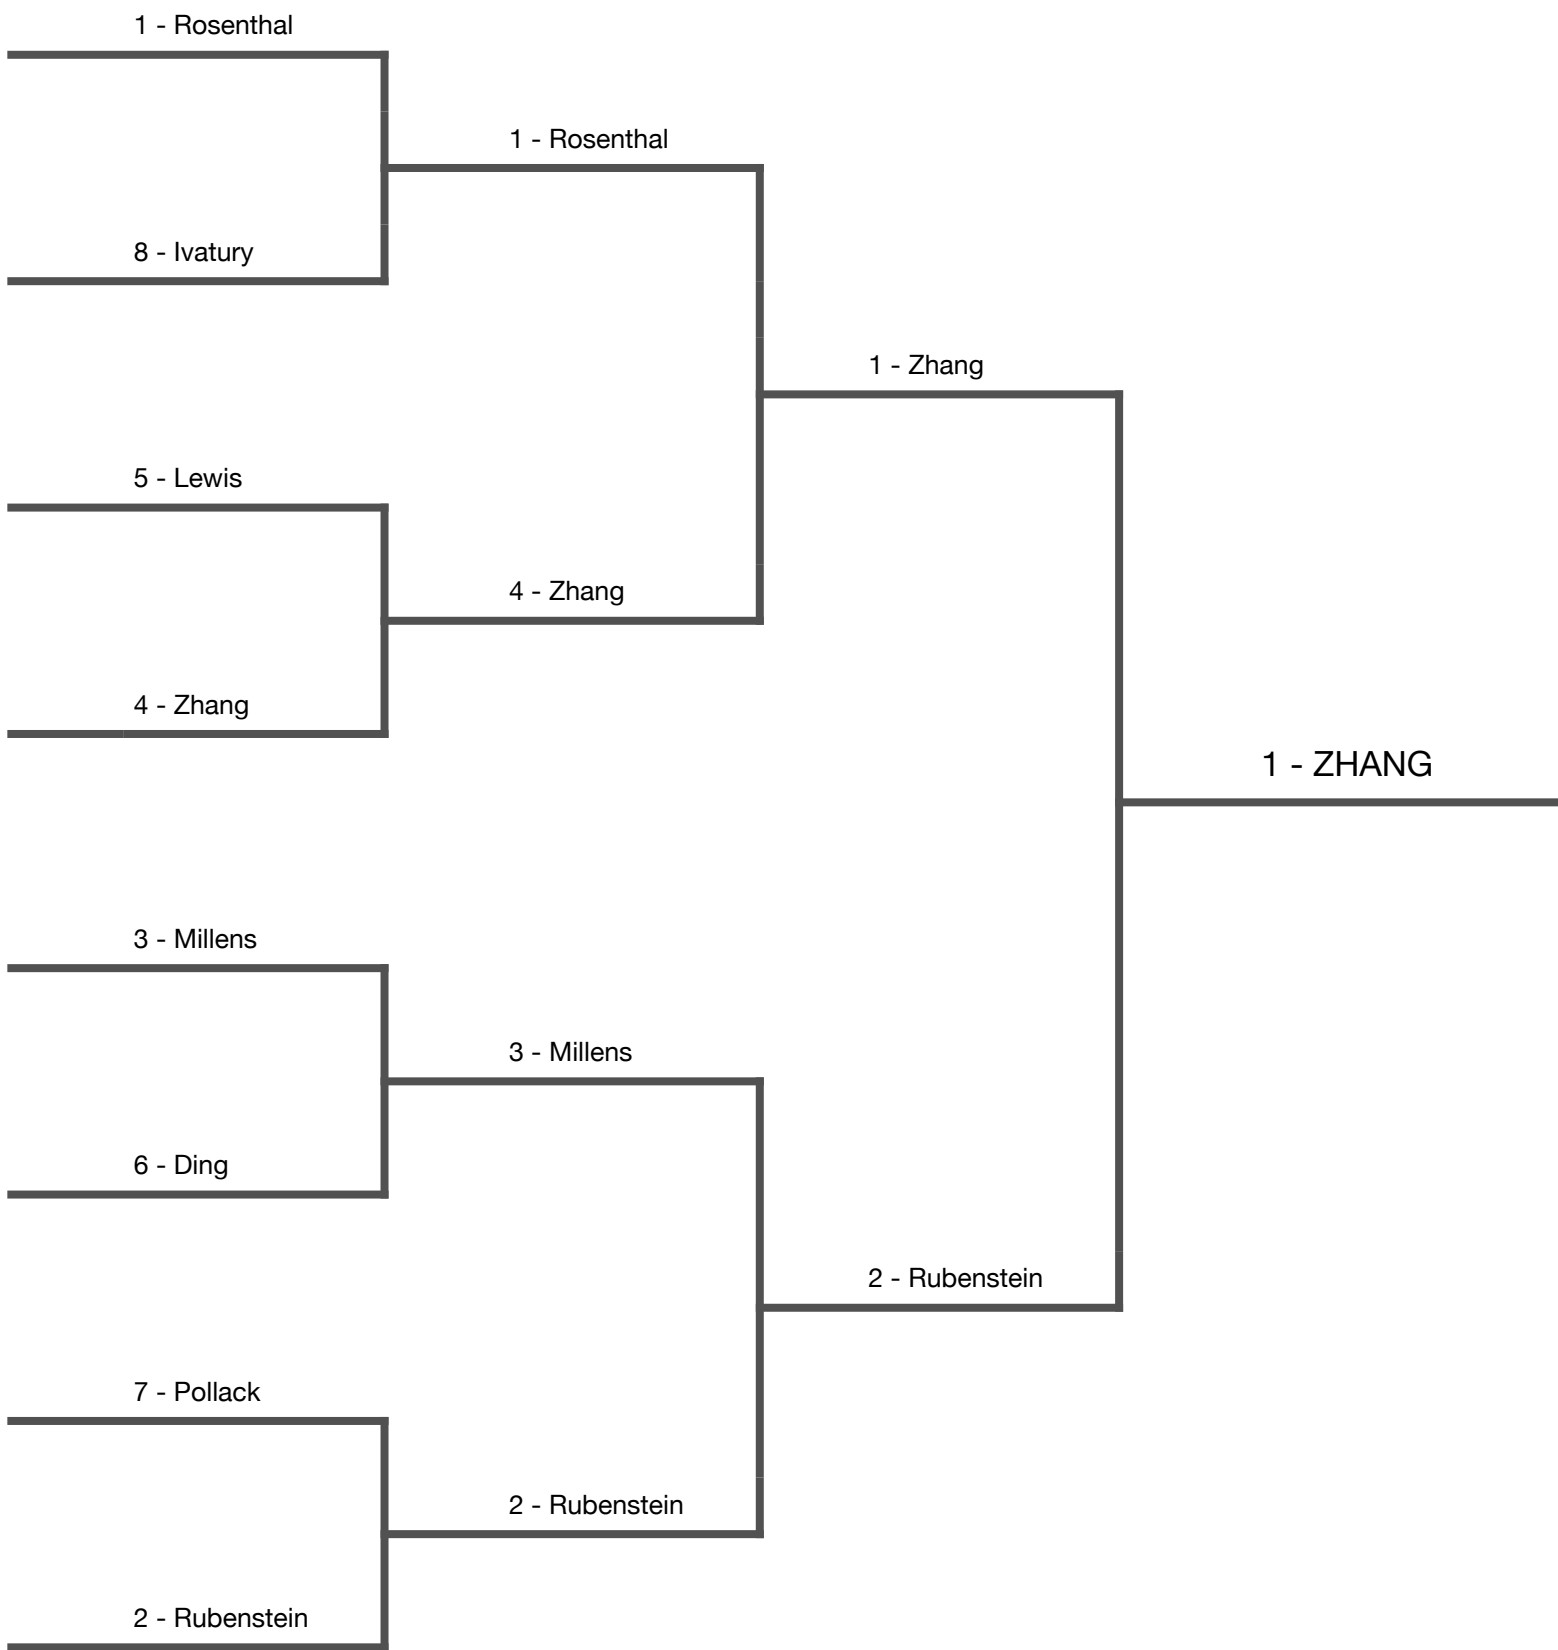 1 - Rosenthal
1 - Rosenthal
8 - Ivatury
1 - Zhang
5 - Lewis
4 - Zhang
4 - Zhang
1 - ZHANG
3 - Millens
3 - Millens
6 - Ding
2 - Rubenstein
7 - Pollack
2 - Rubenstein
2 - Rubenstein